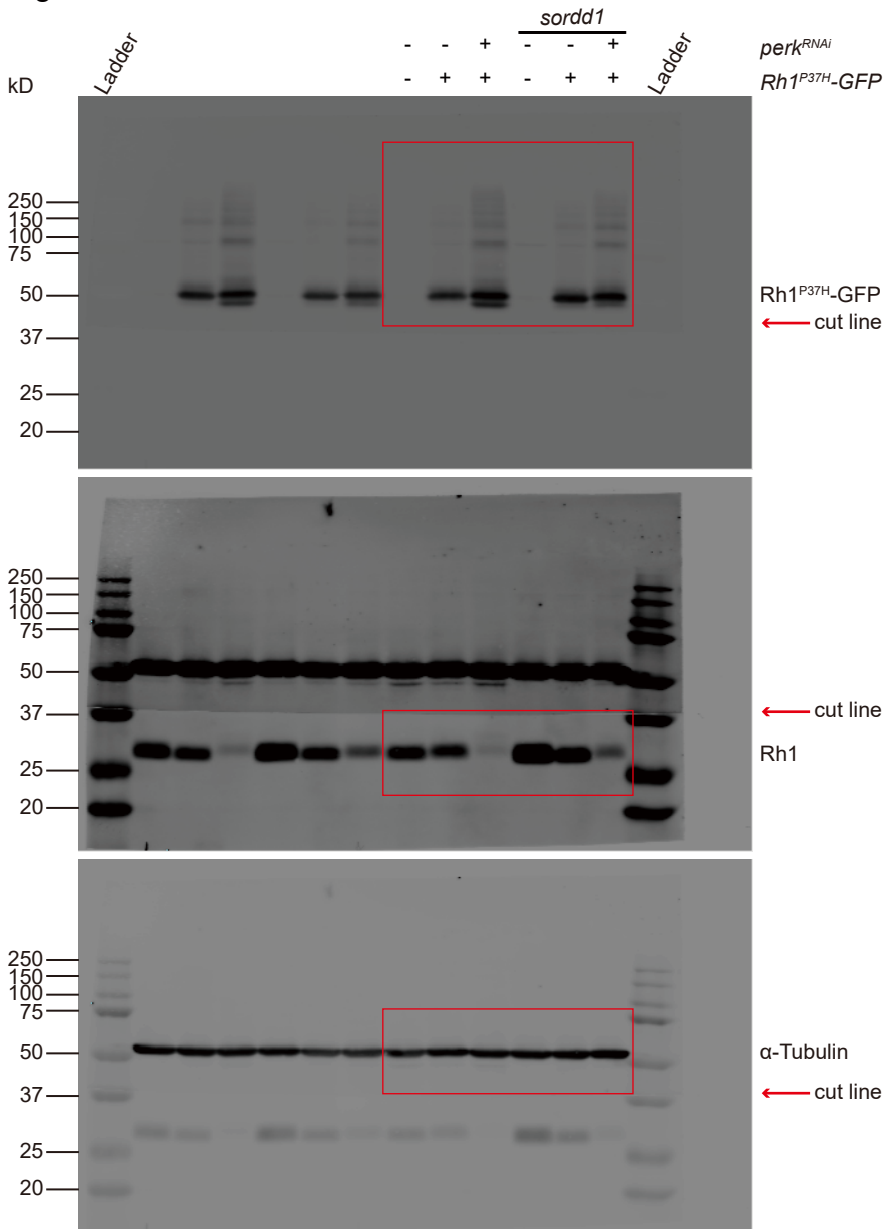 sordd1
- - + - - + perkRNAi
- + + - + + Rh1P37H-GFP
kD Ladder Ladder
250
150
100
75
50 Rh1P37H-GFP
← cut line
37
25
20
250
150
100
75
50
37 ← cut line
Rh1
25
20
250
150
100
75
50 α-Tubulin
37 ← cut line
25
20